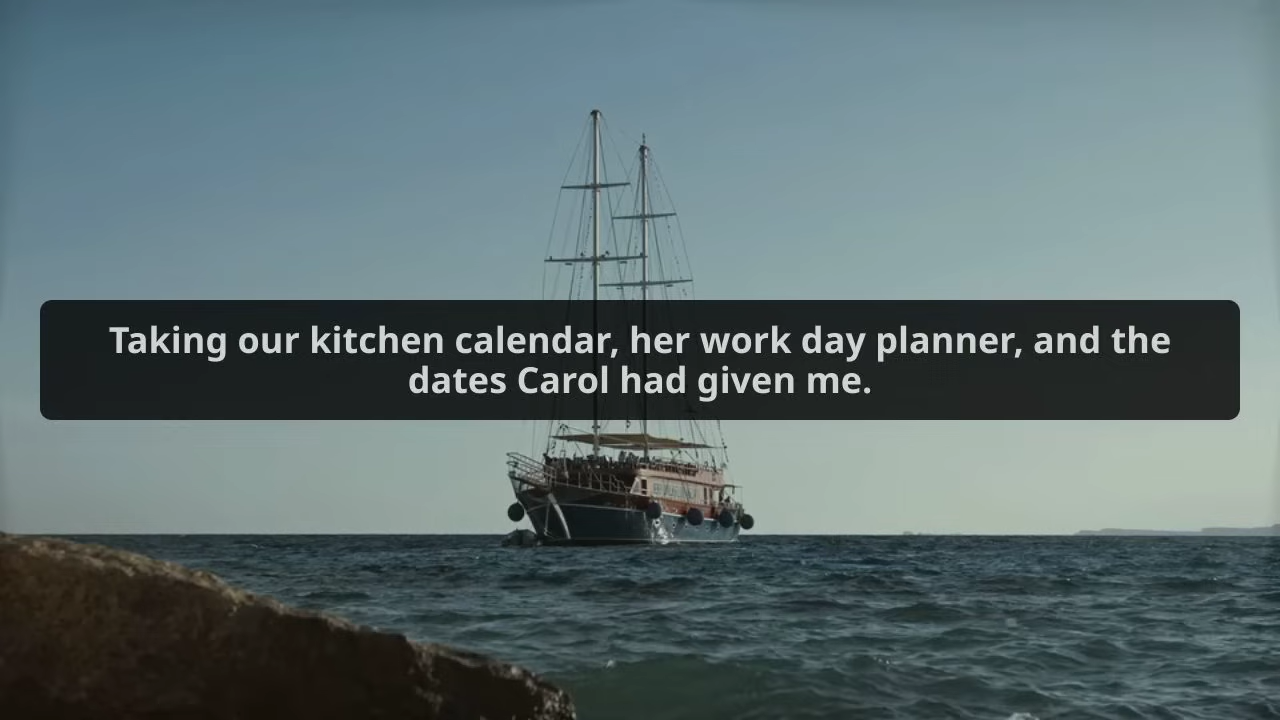 Taking our kitchen calendar, her work day planner, and the
dates Carol had given me.